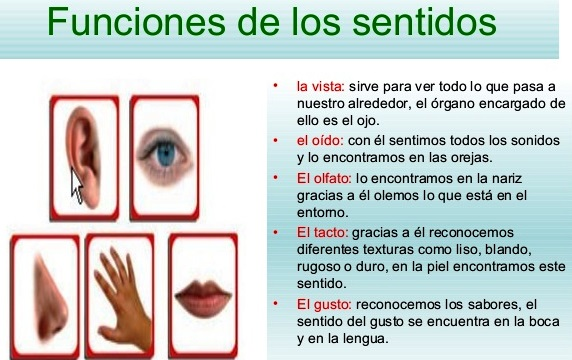 Funciones de los sentidos
• la vista: sirve para ver todo lo que pasa a
nuestro alrededor, el órgano encargado de
ello es el ojo.
• el oído: con él sentimos todos los sonidos
y lo encontramos en las orejas.
• El olfato: lo encontramos en la nariz
gracias a él olemos lo que está en el
entorno.
• El tacto: gracias a él reconocemos
diferentes texturas como liso, blando,
rugoso o duro, en la piel encontramos este
sentido.
• El gusto: reconocemos los sabores, el
sentido del gusto se encuentra en la boca
y en la lengua.